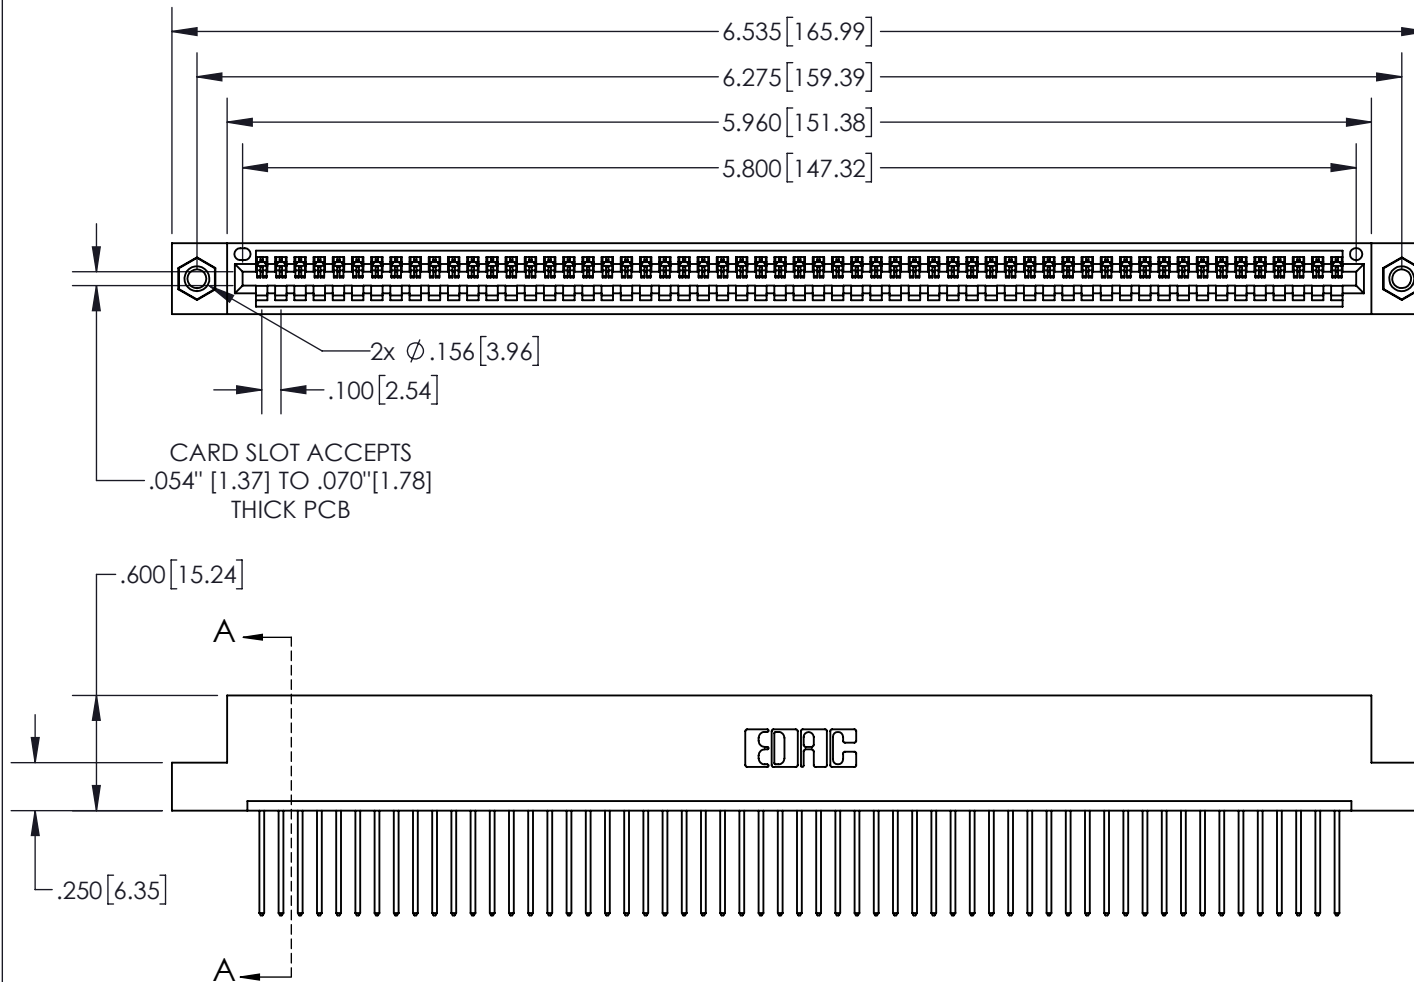 6.535[165.99]
6.275[159.39]
5.960[151.38]
5.800[147.32]
2x Ø.156[3.96]
.100[2.54]
CARD SLOT ACCEPTS
.054" [1.37] TO .070"[1.78]
THICK PCB
.600[15.24]
A
EDAC
.250[6.35]
A